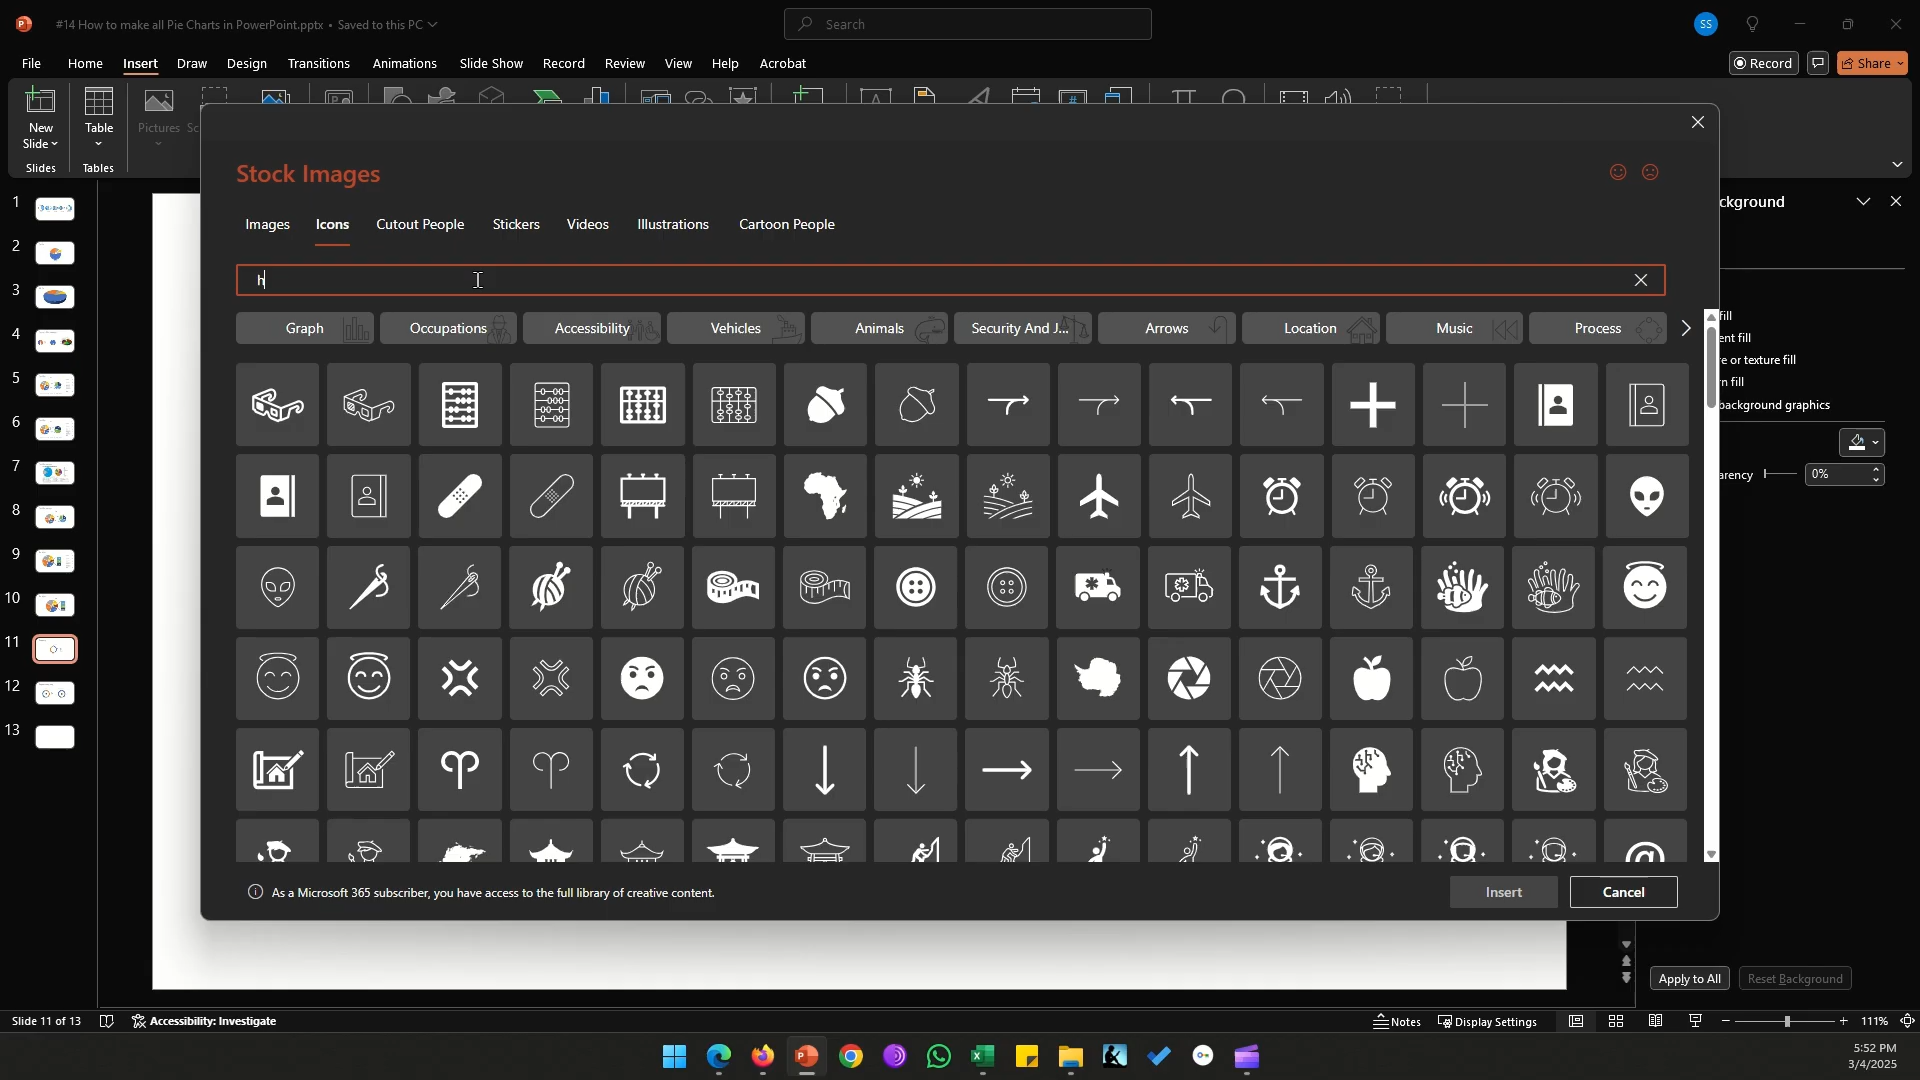 #14 How to make all Pie Charts in PowerPoint.pptx • Saved to this PC
Search
SS
File Home Insert Draw Design Transitions Animations Slide Show Record Review View Help Acrobat
Record
Share
New
Slide
Slides
Table
Tables
Pictures
Sc
Stock Images
Images Icons Cutout People Stickers Videos Illustrations Cartoon People
h
Graph Occupations Accessibility Vehicles Animals Security And J... Arrows Location Music Process
As a Microsoft 365 subscriber, you have access to the full library of creative content.
Insert
Cancel
ckground
fill
ent fill
re or texture fill
rn fill
background graphics
arency
0%
1
2
3
4
5
6
7
8
9
10
11
12
13
Apply to All
Reset Background
Slide 11 of 13
Accessibility: Investigate
Notes
Display Settings
111%
5:52 PM
3/4/2025